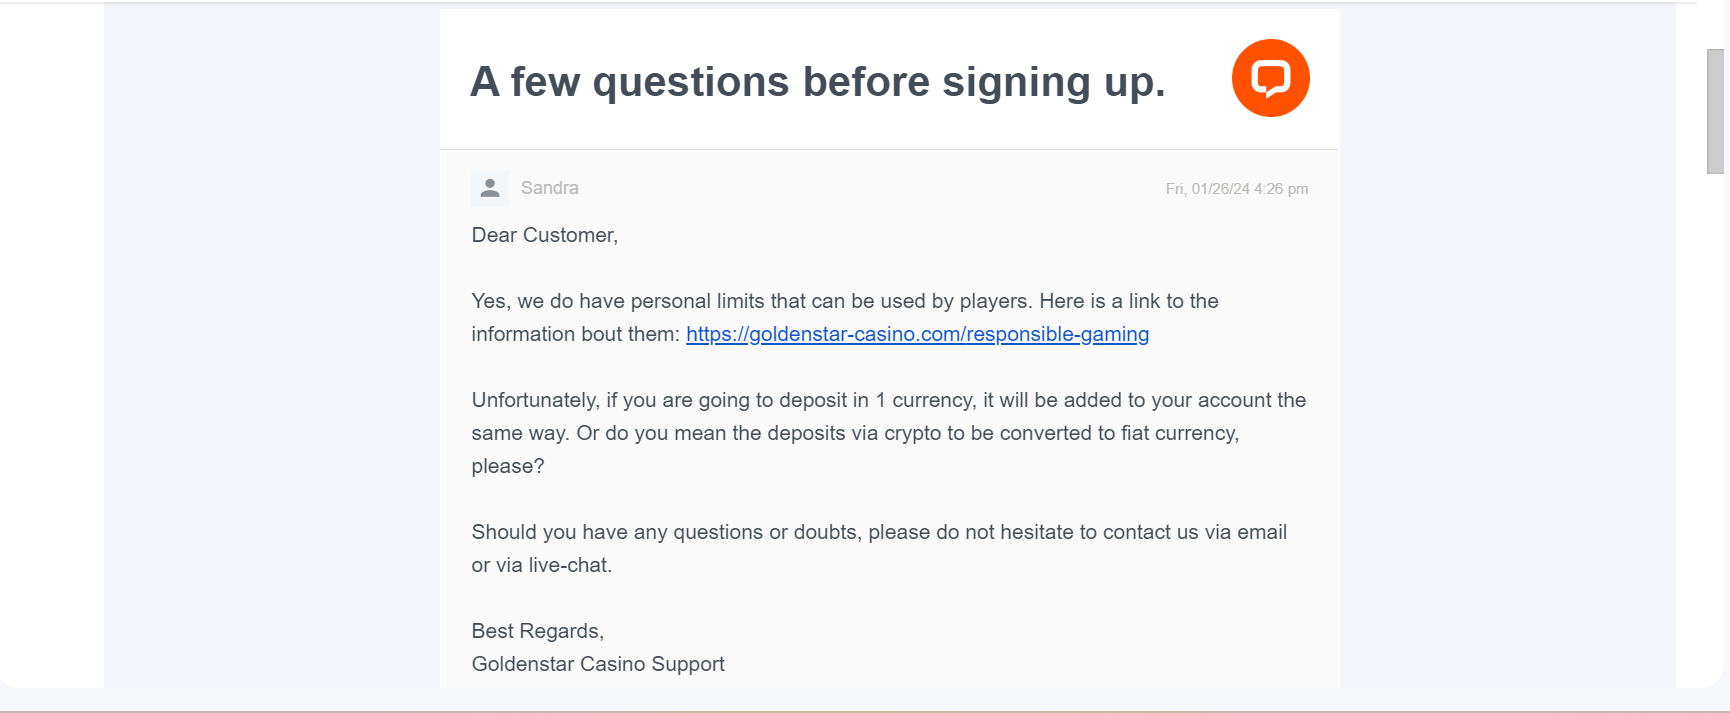 A few questions before signing up.
Sandra
Fri, 01/26/24 4:26 pm
Dear Customer,
Yes, we do have personal limits that can be used by players. Here is a link to the
information bout them: https://goldenstar-casino.com/responsible-gaming
Unfortunately, if you are going to deposit in 1 currency, it will be added to your account the
same way. Or do you mean the deposits via crypto to be converted to fiat currency,
please?
Should you have any questions or doubts, please do not hesitate to contact us via email
or via live-chat.
Best Regards,
Goldenstar Casino Support